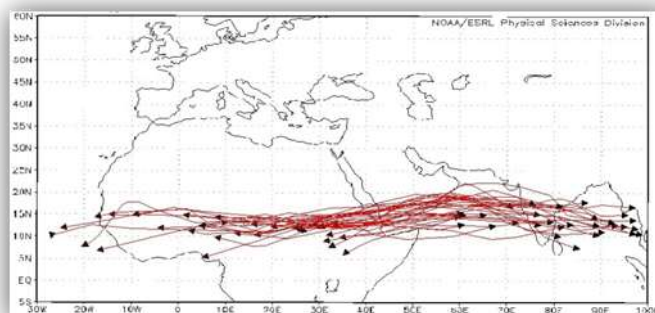 NOAA/ESRL Physical Sciences Division
60N
55N
50N
45N
40N
35N
30N
25N
20N
15N
10N
5N
EQ
5S
30W 20W 10W 0 10E 20E 30E 40E 50E 60E 70E 80E 90E 100E